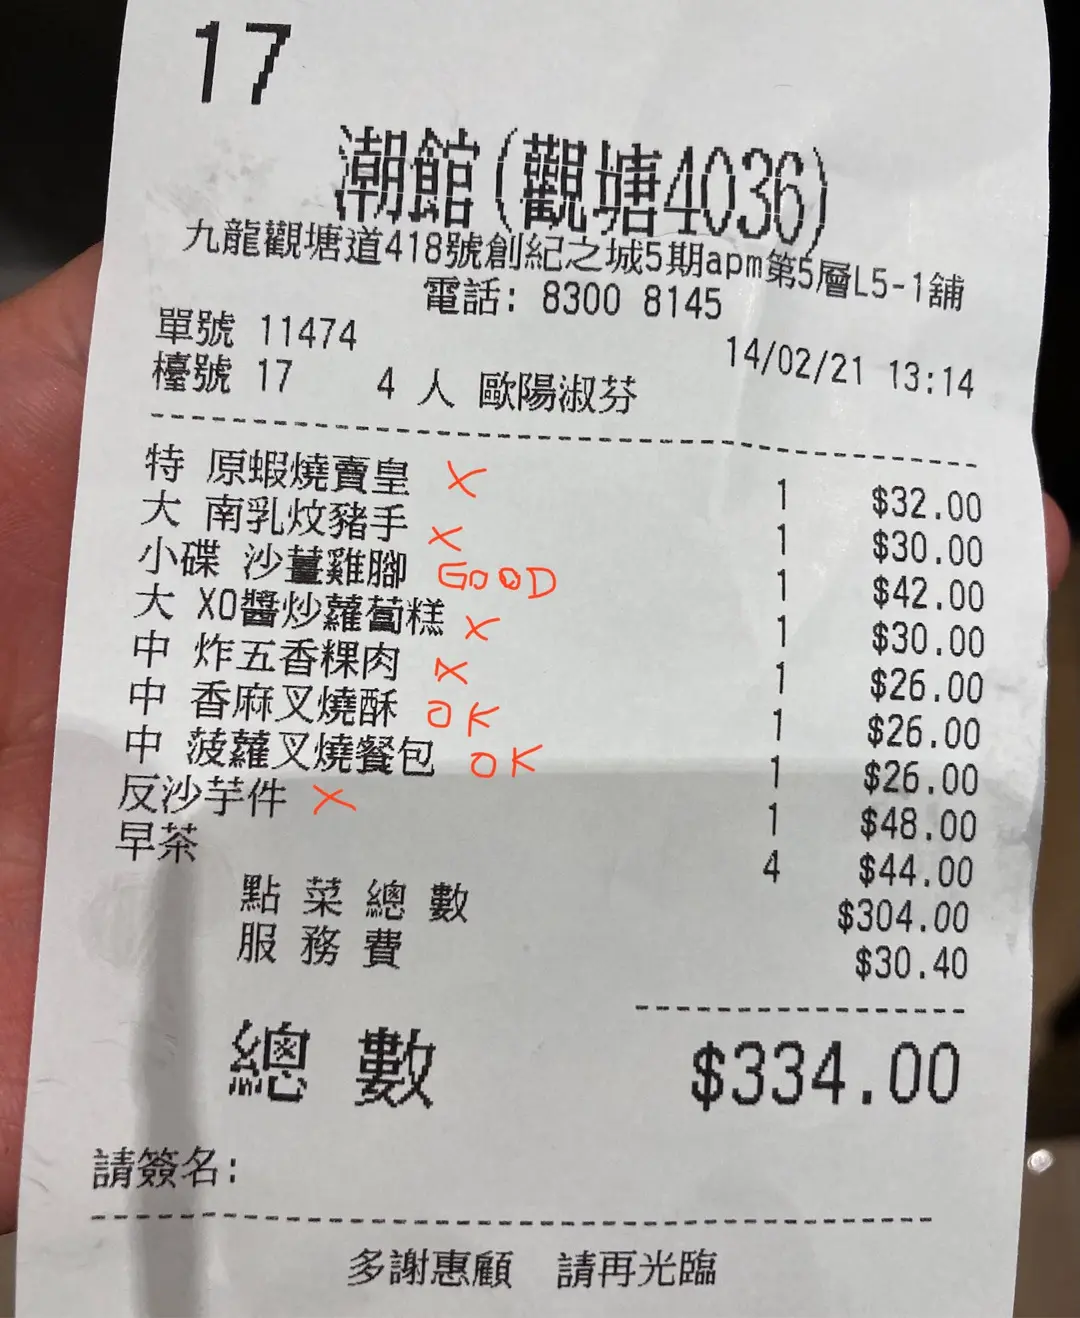 17
潮館(觀塘4036)
九龍觀塘道418號創紀之城5期apm第5層L5-1舖
電話: 8300 8145
單號 11474 14/02/21 13:14
檯號 17 4 人 歐陽淑芬
特 原蝦燒賣皇 X 1 $32.00
大 南乳炆豬手 X 1 $30.00
小碟 沙薑雞腳 GOOD 1 $42.00
大 XO醬炒蘿蔔糕 X 1 $30.00
中 炸五香粿肉 X 1 $26.00
中 香麻叉燒酥 OK 1 $26.00
中 菠蘿叉燒餐包 OK 1 $26.00
反沙芋件 X 1 $48.00
早茶 4 $44.00
點菜總數 $304.00
服務費 $30.40
總數 $334.00
請簽名:
多謝惠顧 請再光臨